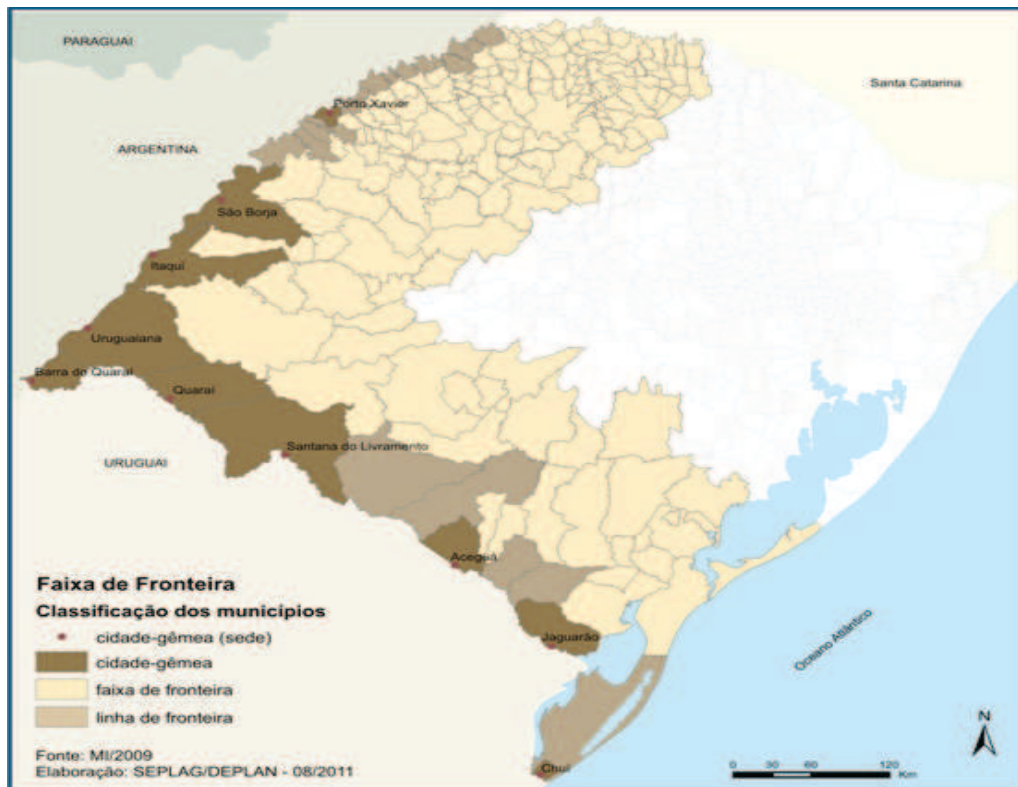 PARAGUAI
Santa Catarina
Porto Xavier
ARGENTINA
São Borja
Itaqui
Uruguaiana
Barra do Quaraí
Quaraí
Santana do Livramento
URUGUAI
Aceguá
Jaguarão
Oceano Atlântico
Chuí
Faixa de Fronteira
Classificação dos municípios
cidade-gêmea (sede)
cidade-gêmea
faixa de fronteira
linha de fronteira
Fonte: MI/2009
Elaboração: SEPLAG/DEPLAN - 08/2011
N
0 30 60 120
Km